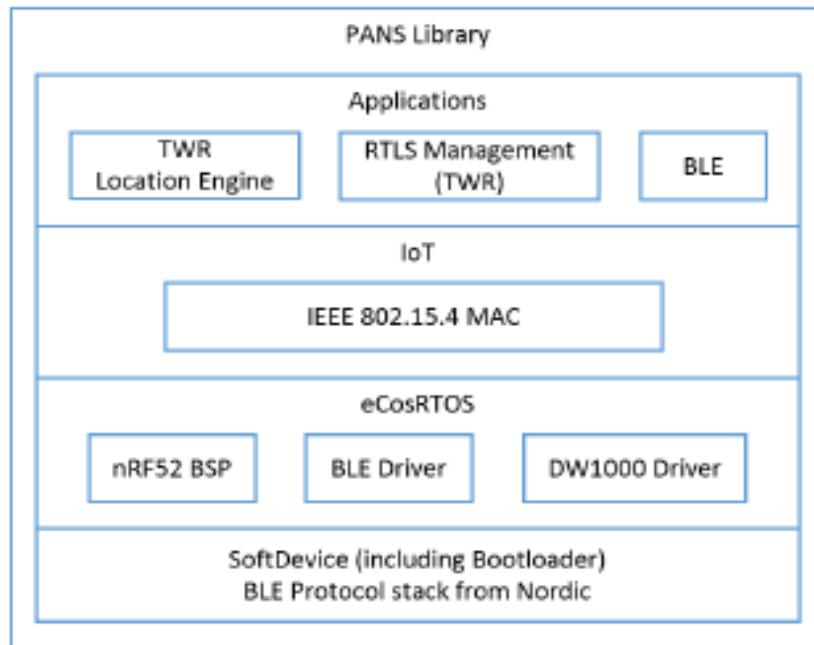 PANS Library
Applications
TWR
Location Engine
RTLS Management
(TWR)
BLE
IoT
IEEE 802.15.4 MAC
eCosRTOS
nRF52 BSP
BLE Driver
DW1000 Driver
SoftDevice (including Bootloader)
BLE Protocol stack from Nordic